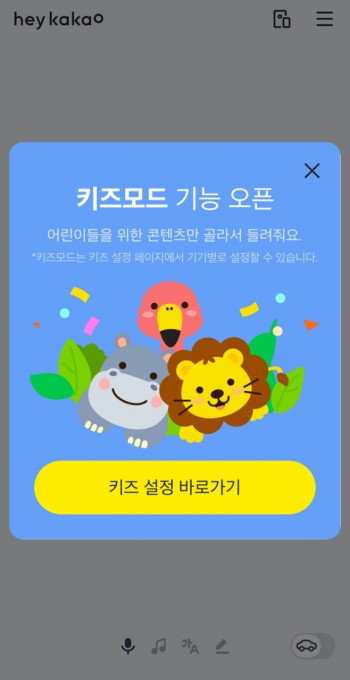 hey kakao
키즈모드 기능 오픈
어린이들을 위한 콘텐츠만 골라서 들려줘요.
*키즈모드는 키즈 설정 페이지에서 기기별로 설정할 수 있습니다.
키즈 설정 바로가기
가A